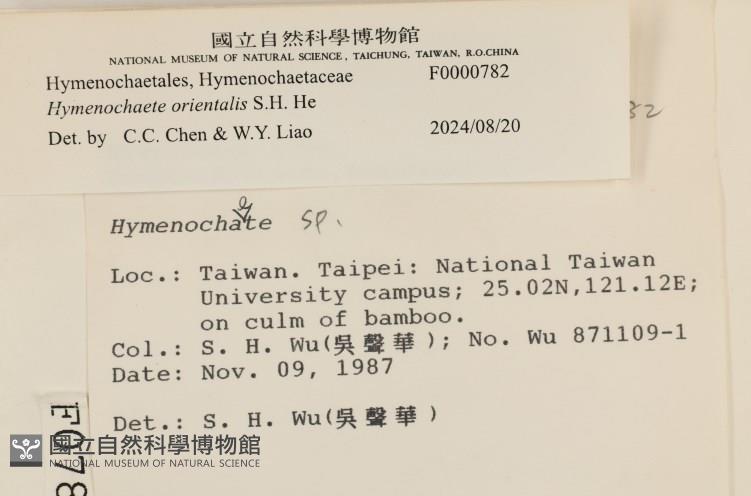 國立自然科學博物館
NATIONAL MUSEUM OF NATURAL SCIENCE, TAICHUNG, TAIWAN, R.O.CHINA
Hymenochaetales, Hymenochaetaceae F0000782
Hymenochaete orientalis S.H. He
Det. by C.C. Chen & W.Y. Liao 2024/08/20
e
Hymenochate sp.
Loc.: Taiwan. Taipei: National Taiwan
University campus; 25.02N,121.12E;
on culm of bamboo.
Col.: S. H. Wu(吳聲華); No. Wu 871109-1
Date: Nov. 09, 1987
Det.: S. H. Wu(吳聲華)
F078
國立自然科學博物館
NATIONAL MUSEUM OF NATURAL SCIENCE